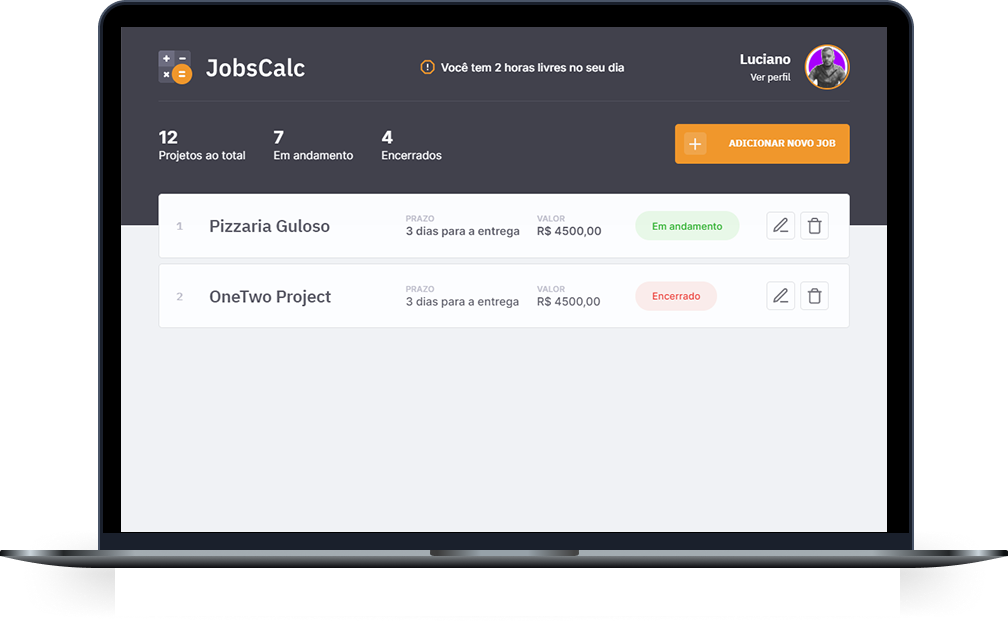 JobsCalc
Você tem 2 horas livres no seu dia
Luciano
Ver perfil
12
Projetos ao total
7
Em andamento
4
Encerrados
ADICIONAR NOVO JOB
1
Pizzaria Guloso
PRAZO
3 dias para a entrega
VALOR
R$ 4500,00
Em andamento
2
OneTwo Project
PRAZO
3 dias para a entrega
VALOR
R$ 4500,00
Encerrado